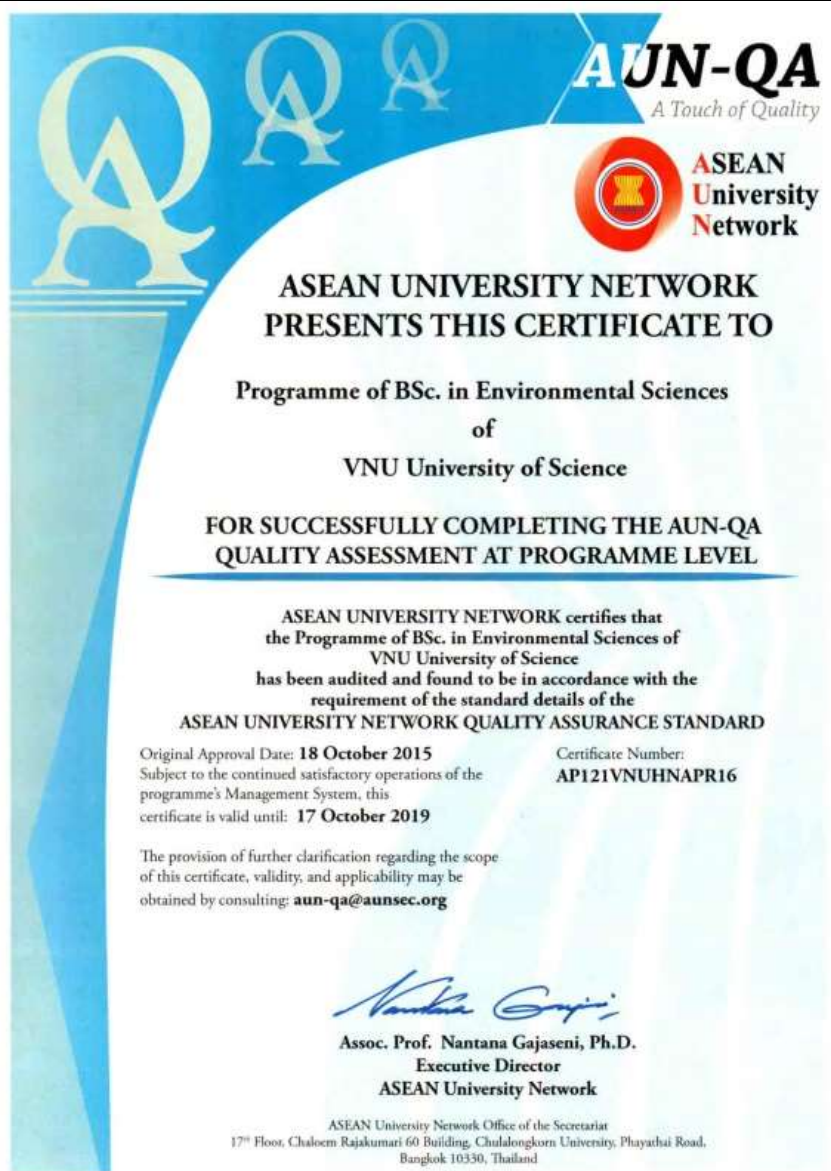 AUN-QA
A Touch of Quality
ASEAN
University
Network
ASEAN UNIVERSITY NETWORK
PRESENTS THIS CERTIFICATE TO
Programme of BSc. in Environmental Sciences
of
VNU University of Science
FOR SUCCESSFULLY COMPLETING THE AUN-QA
QUALITY ASSESSMENT AT PROGRAMME LEVEL
ASEAN UNIVERSITY NETWORK certifies that
the Programme of BSc. in Environmental Sciences of
VNU University of Science
has been audited and found to be in accordance with the
requirement of the standard details of the
ASEAN UNIVERSITY NETWORK QUALITY ASSURANCE STANDARD
Original Approval Date: 18 October 2015
Subject to the continued satisfactory operations of the
programme's Management System, this
certificate is valid until: 17 October 2019
Certificate Number:
AP121VNUHNAPR16
The provision of further clarification regarding the scope
of this certificate, validity, and applicability may be
obtained by consulting: aun-qa@aunsec.org
Assoc. Prof. Nantana Gajaseni, Ph.D.
Executive Director
ASEAN University Network
ASEAN University Network Office of the Secretariat
17th Floor, Chaloem Rajakumari 60 Building, Chulalongkorn University, Phayathai Road,
Bangkok 10330, Thailand